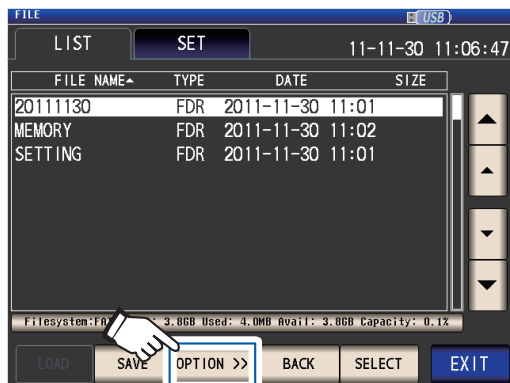 FILE USB
LIST SET 11-11-30 11:06:47
FILE NAME▲ TYPE DATE SIZE
20111130 FDR 2011-11-30 11:01
MEMORY FDR 2011-11-30 11:02
SETTING FDR 2011-11-30 11:01
Filesystem: 3.8GB Used: 4.0MB Avail: 3.8GB Capacity: 0.1%
LOAD SAVE OPTION >> BACK SELECT EXIT